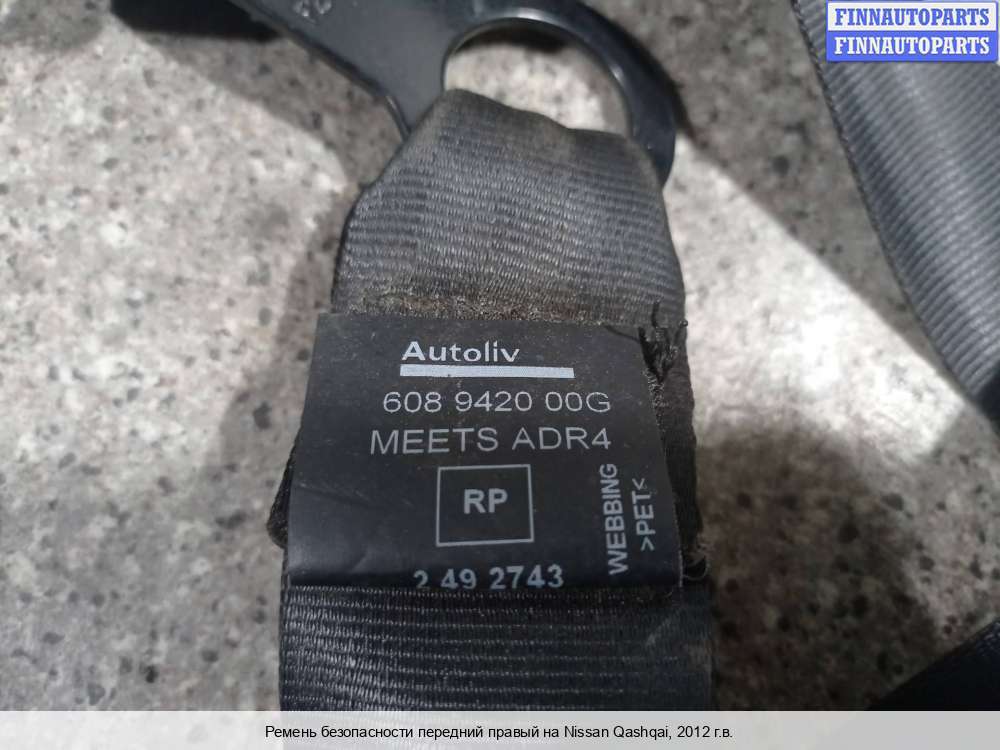 FINNAUTOPARTS
FINNAUTOPARTS
Autoliv
608 9420 00G
MEETS ADR4
RP
WEBBING
>PET<
2 49 2743
Ремень безопасности передний правый на Nissan Qashqai, 2012 г.в.